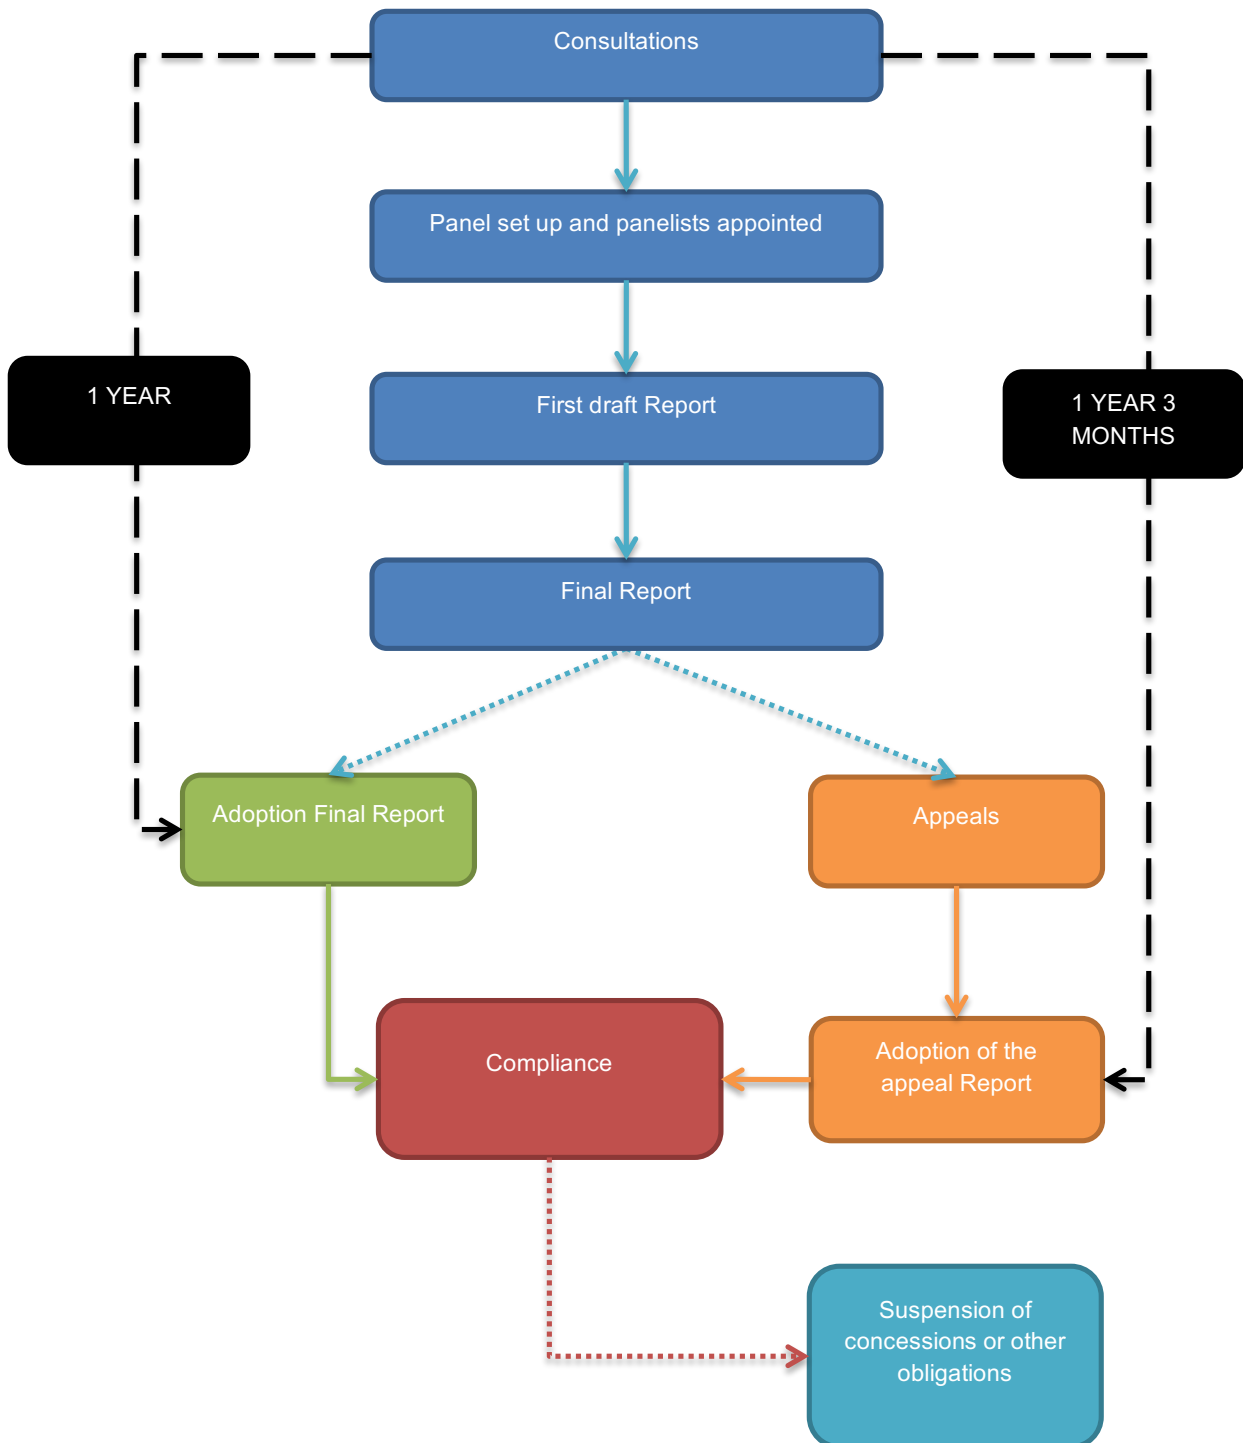 Consultations
Panel set up and panelists appointed
1 YEAR
First draft Report
1 YEAR 3
MONTHS
Final Report
Adoption Final Report
Appeals
Compliance
Adoption of the
appeal Report
Suspension of
concessions or other
obligations